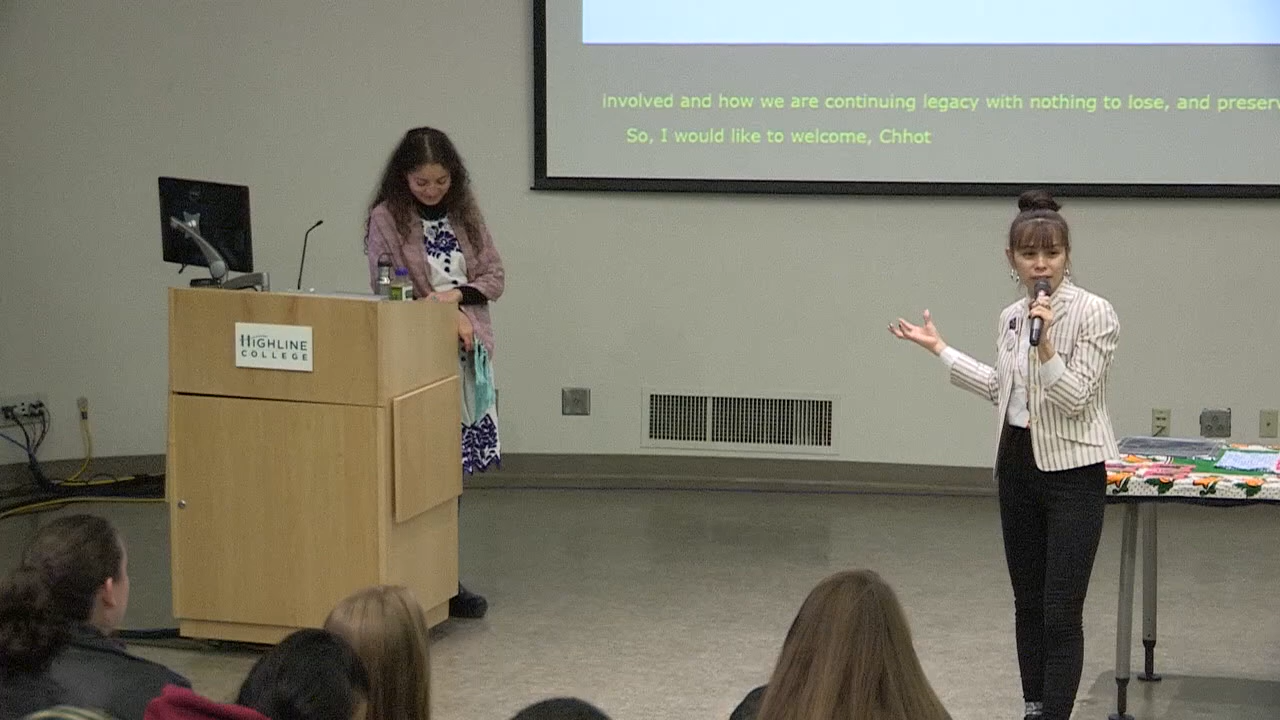 involved and how we are continuing legacy with nothing to lose, and preserv
So, I would like to welcome, Chhot
HIGHLINE
COLLEGE